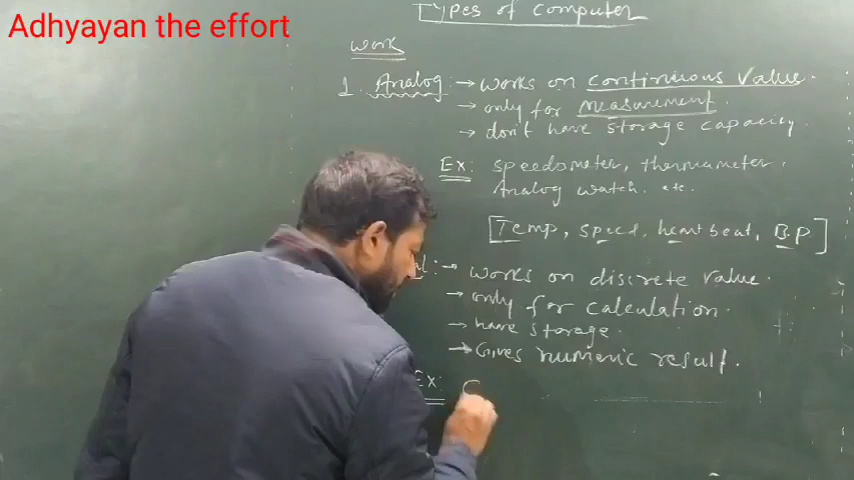 Adhyayan the effort
Types of computer
work
1. Analog: → works on continuous value.
→ only for measurement.
→ don't have storage capacity.
Ex: speedometer, thermometer.
Analog watch. etc.
[Temp, speed, heartbeat, B.P]
→ works on discrete value.
→ only for calculation.
→ have storage.
→ Gives numeric result.
Ex: C